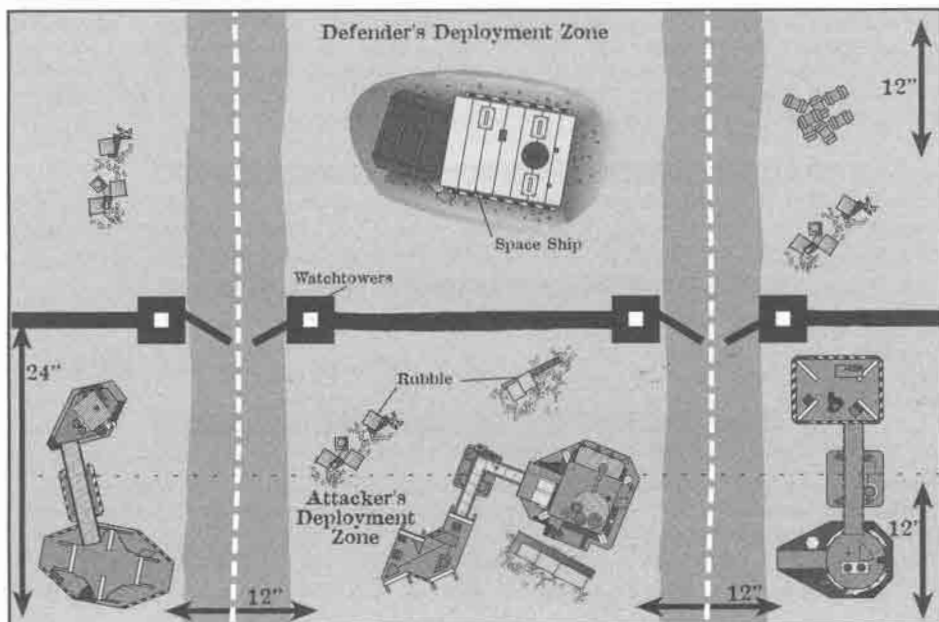 Defender's Deployment Zone
12"
Space Ship
Watchtowers
24"
Rubble
Attacker's
Deployment
Zone
12"
12"
12"